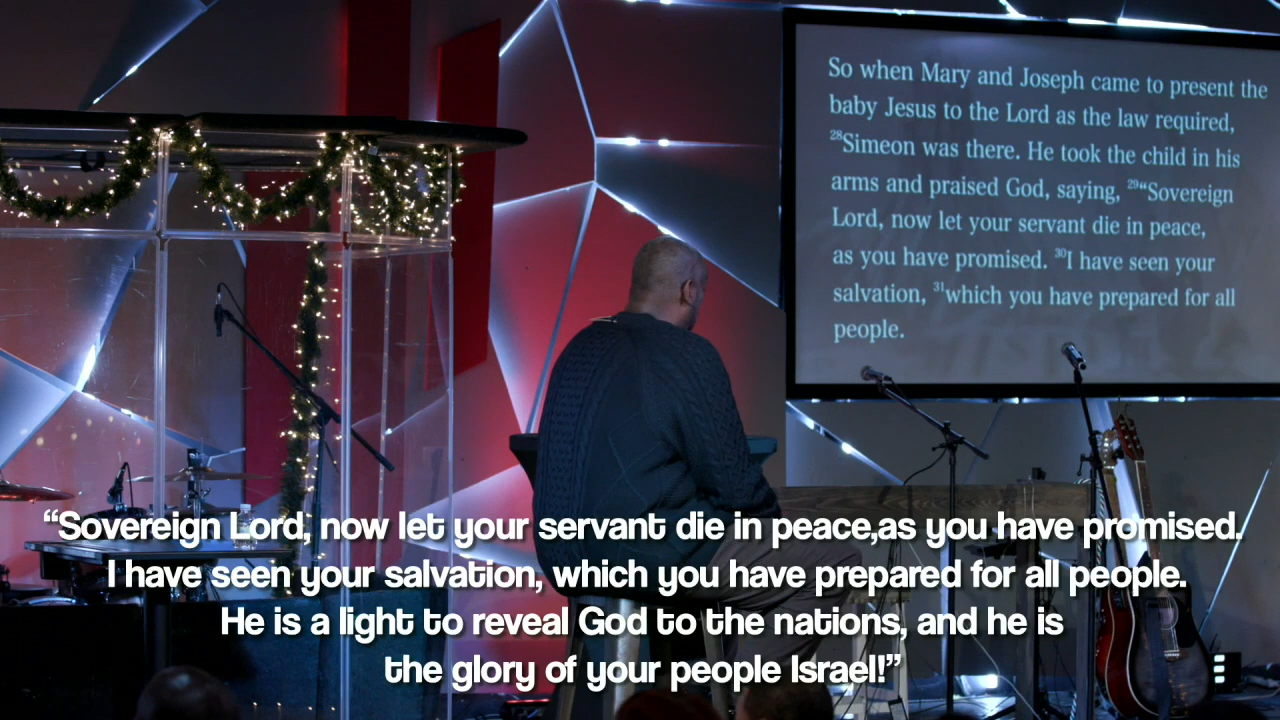 So when Mary and Joseph came to present the
baby Jesus to the Lord as the law required,
²⁸Simeon was there. He took the child in his
arms and praised God, saying, ²⁹“Sovereign
Lord, now let your servant die in peace,
as you have promised. ³⁰I have seen your
salvation, ³¹which you have prepared for all
people.
“Sovereign Lord, now let your servant die in peace,as you have promised.
I have seen your salvation, which you have prepared for all people.
He is a light to reveal God to the nations, and he is
the glory of your people Israel!”